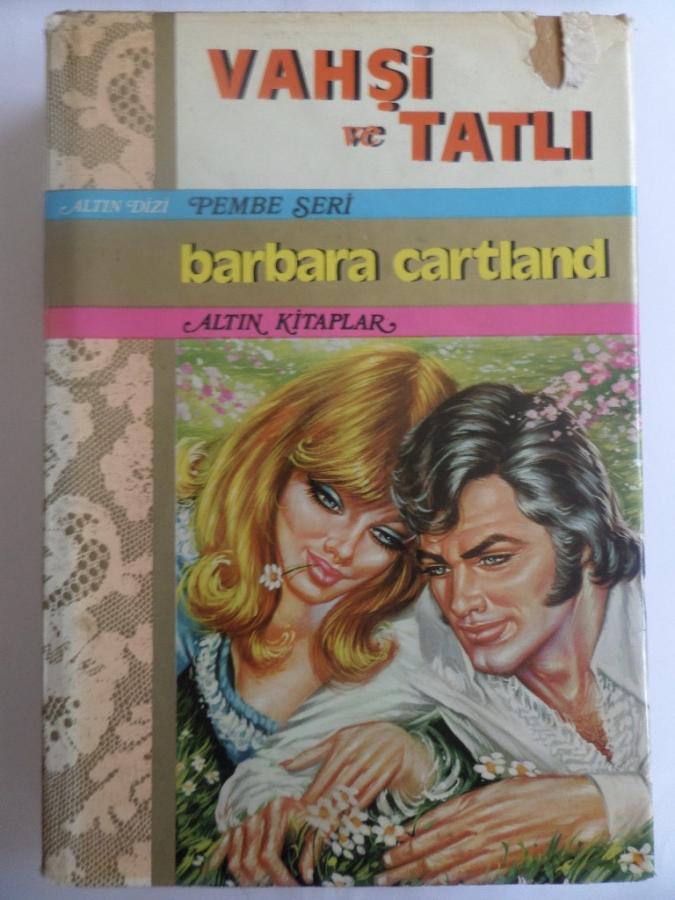 VAHŞİ
ve TATLI
ALTIN DİZİ PEMBE SERİ
barbara cartland
ALTIN KİTAPLAR